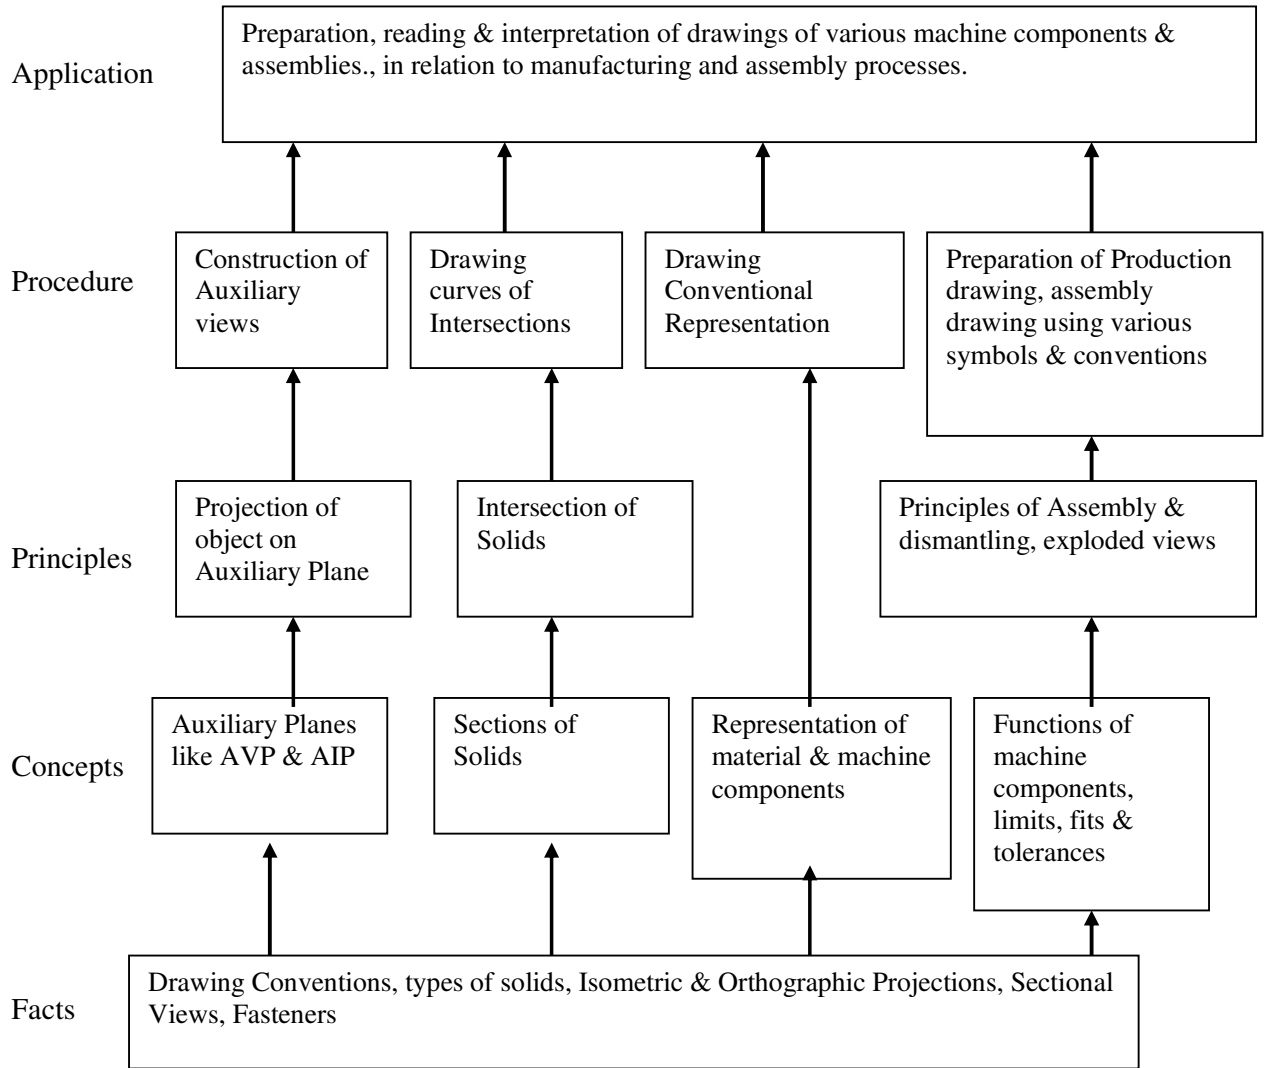 Application
Preparation, reading & interpretation of drawings of various machine components &
assemblies., in relation to manufacturing and assembly processes.
Procedure
Construction of
Auxiliary
views
Drawing
curves of
Intersections
Drawing
Conventional
Representation
Preparation of Production
drawing, assembly
drawing using various
symbols & conventions
Principles
Projection of
object on
Auxiliary Plane
Intersection of
Solids
Principles of Assembly &
dismantling, exploded views
Concepts
Auxiliary Planes
like AVP & AIP
Sections of
Solids
Representation of
material & machine
components
Functions of
machine
components,
limits, fits &
tolerances
Facts
Drawing Conventions, types of solids, Isometric & Orthographic Projections, Sectional
Views, Fasteners